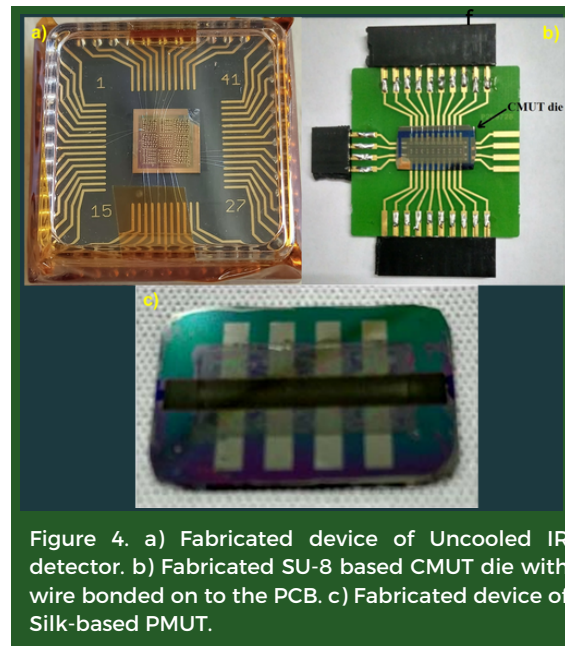 a)
1
41
15
27
f
b)
CMUT die
c)
Figure 4. a) Fabricated device of Uncooled IR
detector. b) Fabricated SU-8 based CMUT die with
wire bonded on to the PCB. c) Fabricated device of
Silk-based PMUT.